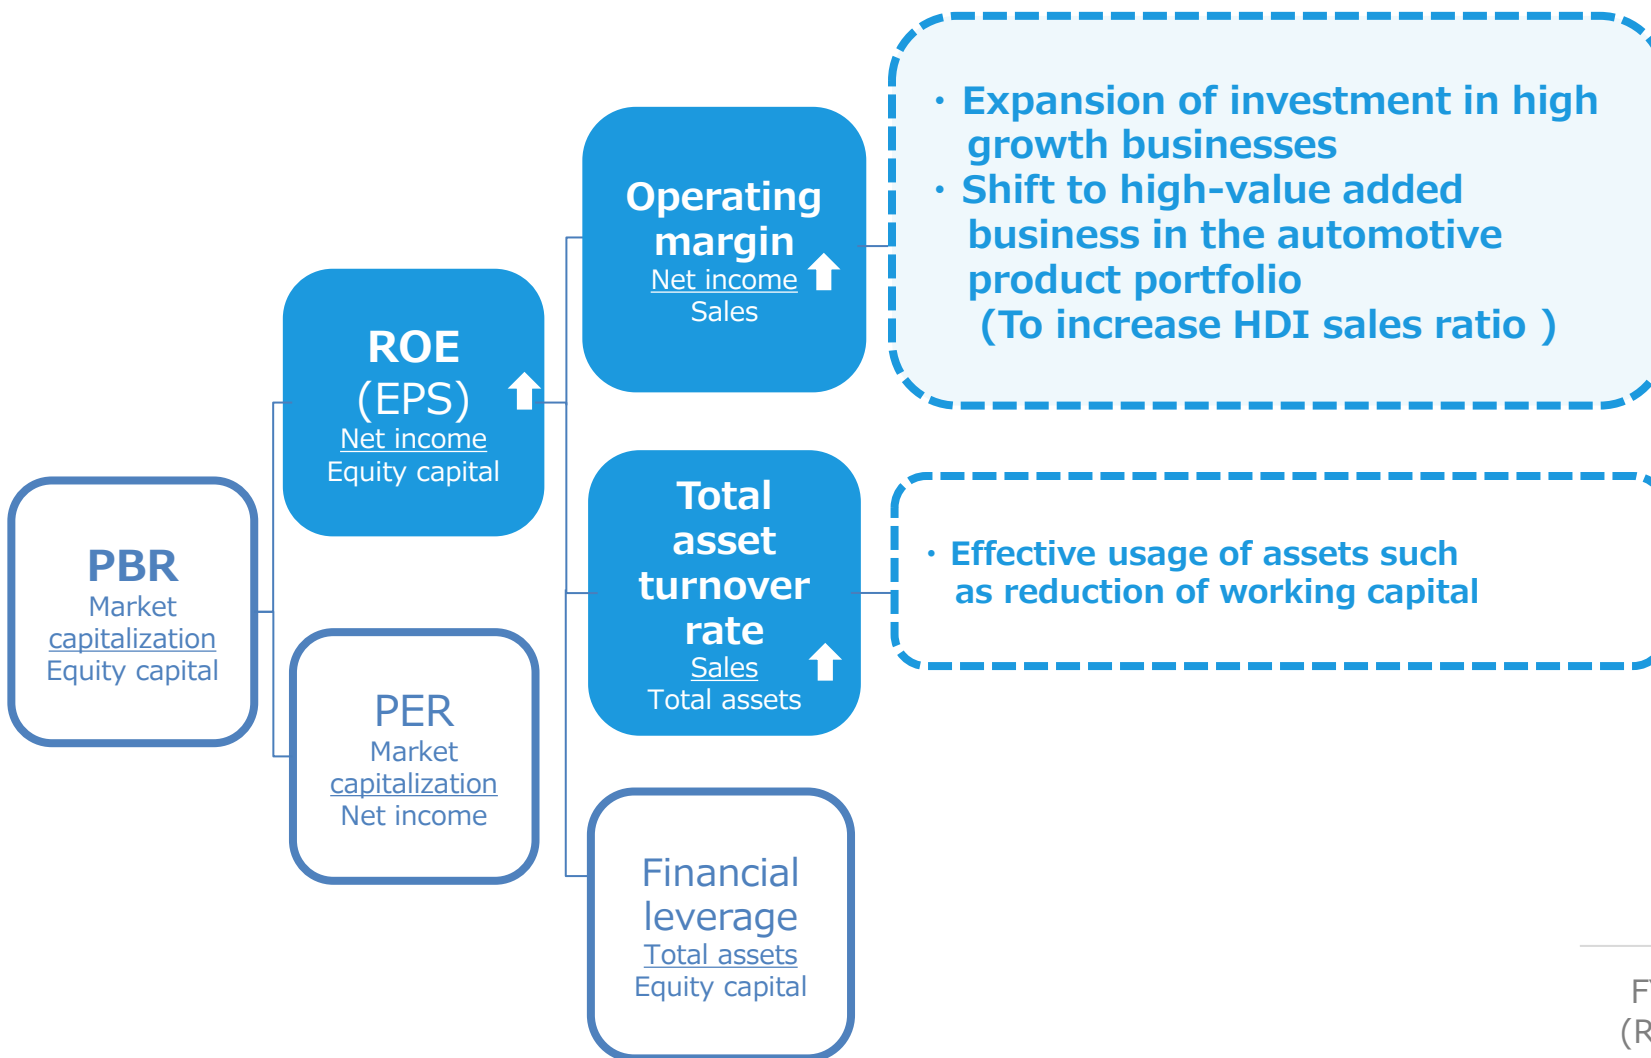 PBR
Market
capitalization
Equity capital
ROE
(EPS)
Net income
Equity capital
PER
Market
capitalization
Net income
Operating
margin
Net income
Sales
Total
asset
turnover
rate
Sales
Total assets
Financial
leverage
Total assets
Equity capital
・Expansion of investment in high
growth businesses
・Shift to high-value added
business in the automotive
product portfolio
(To increase HDI sales ratio )
・Effective usage of assets such
as reduction of working capital